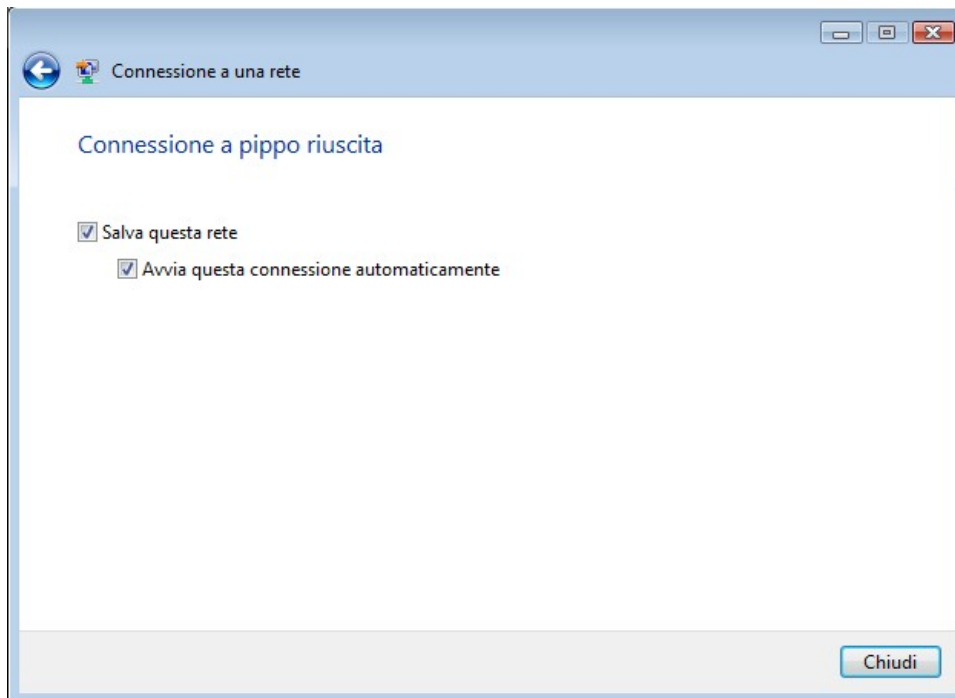 Connessione a una rete
Connessione a pippo riuscita
Salva questa rete
Avvia questa connessione automaticamente
Chiudi